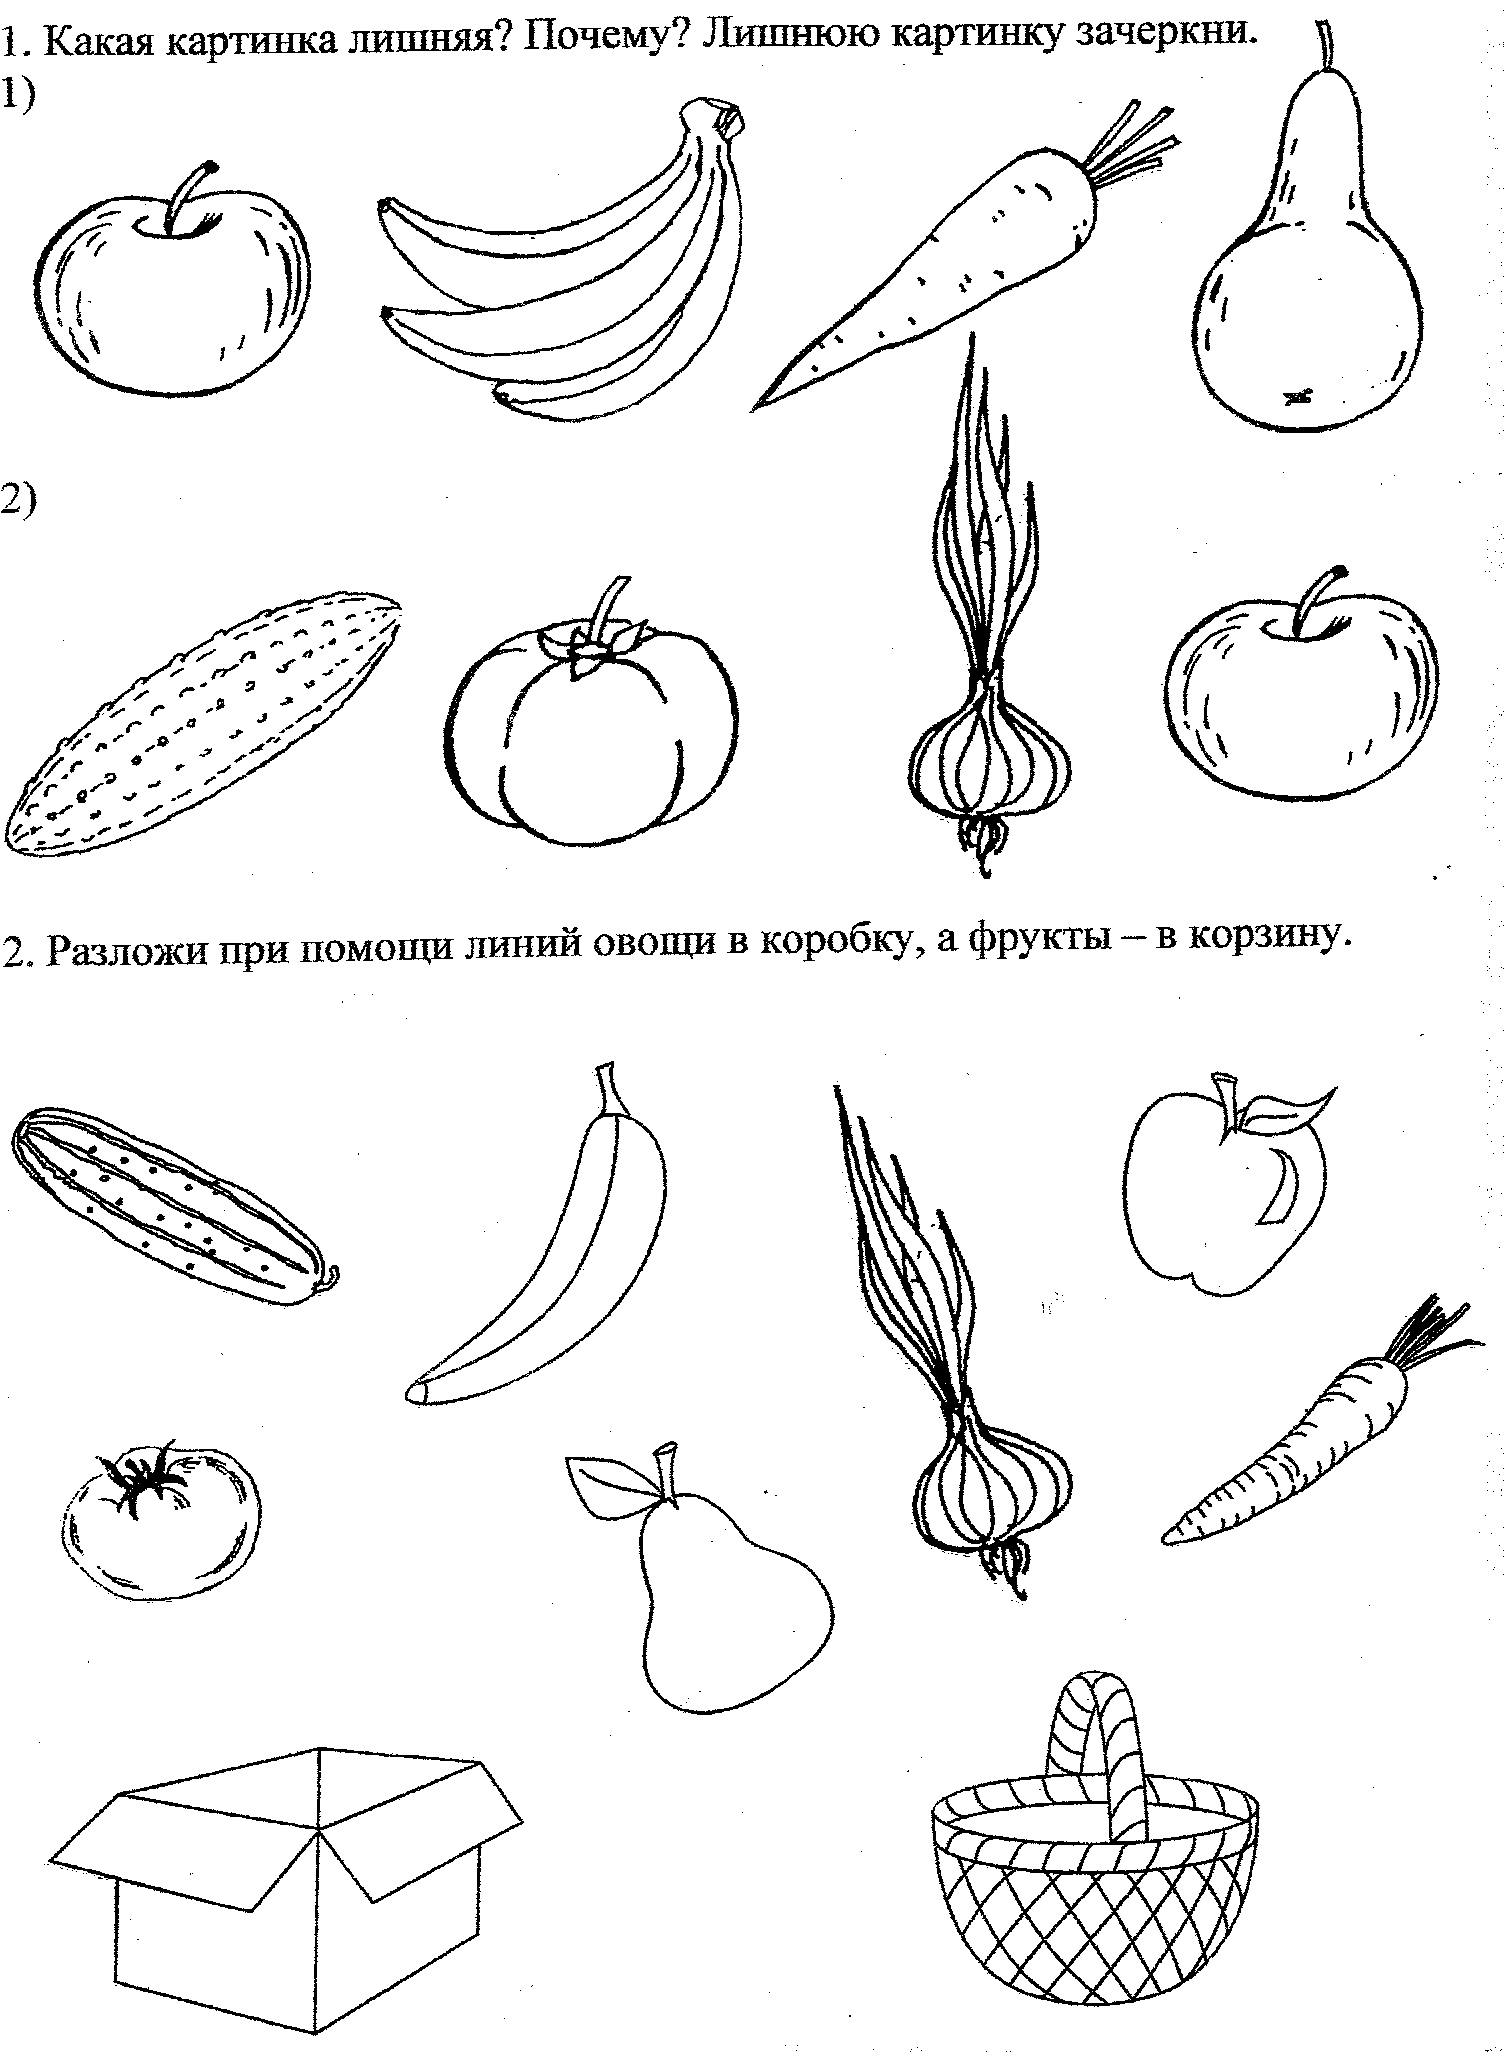 1. Какая картинка лишняя? Почему? Лишнюю картинку зачеркни.
1)
2)
2. Разложи при помощи линий овощи в коробку, а фрукты – в корзину.